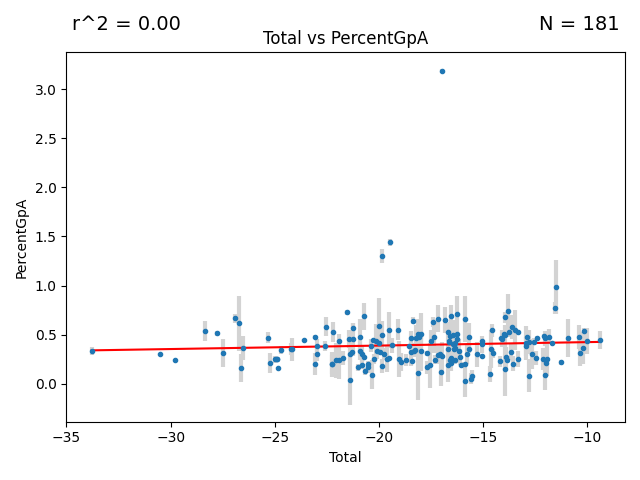 r^2 = 0.00
N = 181
Total vs PercentGpA
PercentGpA
3.0
2.5
2.0
1.5
1.0
0.5
0.0
−35 −30 −25 −20 −15 −10
Total